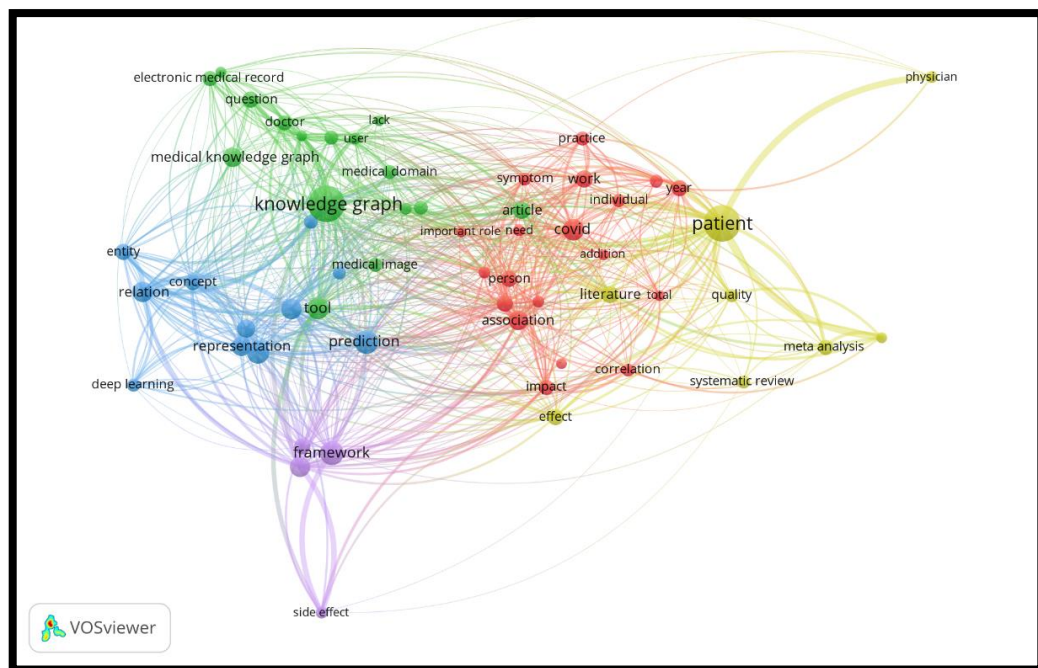 electronic medical record
physician
question
lack
doctor
user
practice
medical knowledge graph
medical domain
symptom
work
year
individual
knowledge graph
article
patient
important role
need
covid
entity
addition
concept
medical image
person
relation
literature
total
quality
tool
association
representation
prediction
meta analysis
correlation
systematic review
deep learning
impact
effect
framework
side effect
VOSviewer